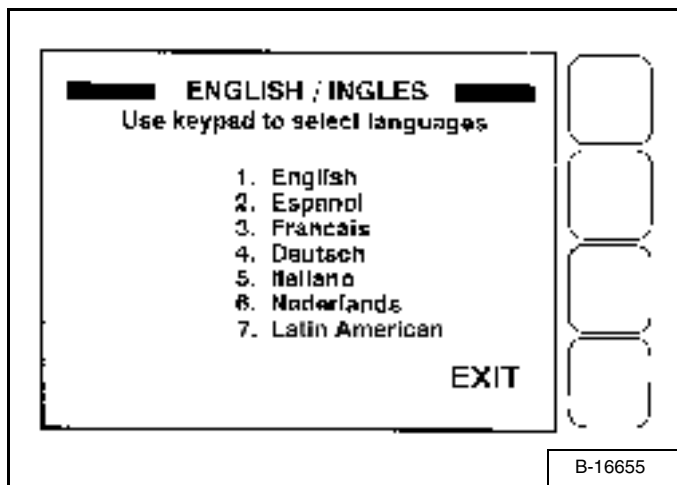 ENGLISH / INGLES
Use keypad to select languages
1. English
2. Espanol
3. Francais
4. Deutsch
5. Italiano
6. Nederlands
7. Latin American
EXIT
B-16655